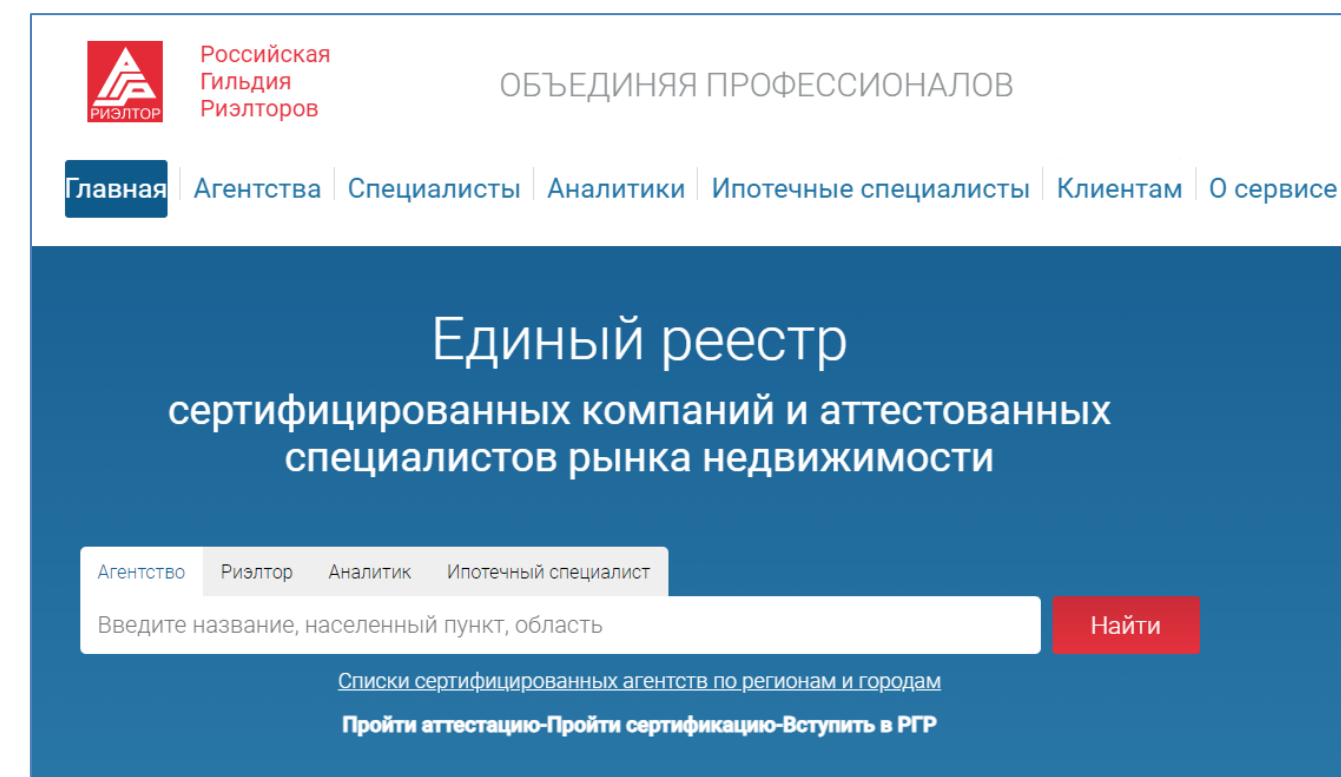 РИЭЛТОР
Российская
Гильдия
Риэлторов
ОБЪЕДИНЯЯ ПРОФЕССИОНАЛОВ
Главная Агентства Специалисты Аналитики Ипотечные специалисты Клиентам О сервисе
Единый реестр
сертифицированных компаний и аттестованных
специалистов рынка недвижимости
Агентство Риэлтор Аналитик Ипотечный специалист
Введите название, населенный пункт, область
Найти
Списки сертифицированных агентств по регионам и городам
Пройти аттестацию-Пройти сертификацию-Вступить в РГР